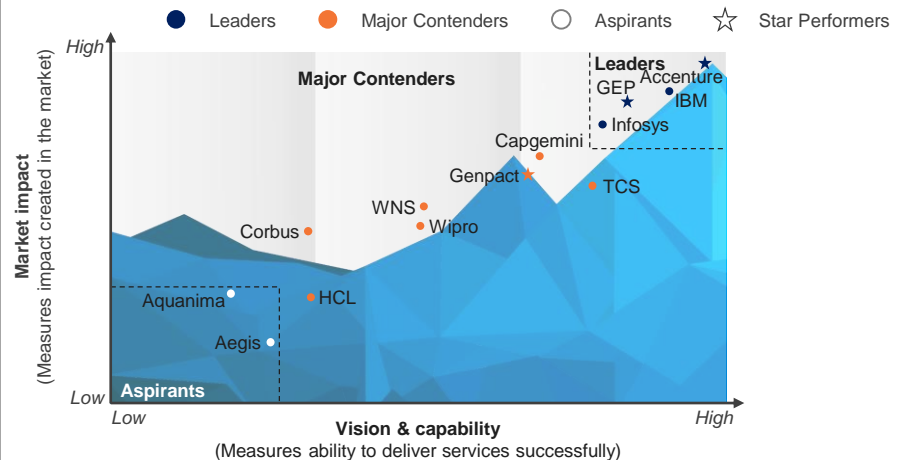 Leaders
Major Contenders
Aspirants
Star Performers
High
Major Contenders
Leaders
Accenture
GEP
IBM
Infosys
Capgemini
Genpact
TCS
WNS
Wipro
Corbus
Aquanima
HCL
Aegis
Aspirants
Market impact
(Measures impact created in the market)
Low
Low
High
Vision & capability
(Measures ability to deliver services successfully)